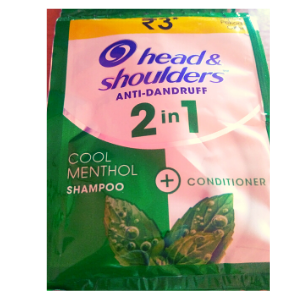 ₹3
head &
shoulders
ANTI-DANDRUFF
2 in 1
COOL
MENTHOL
SHAMPOO
+ CONDITIONER